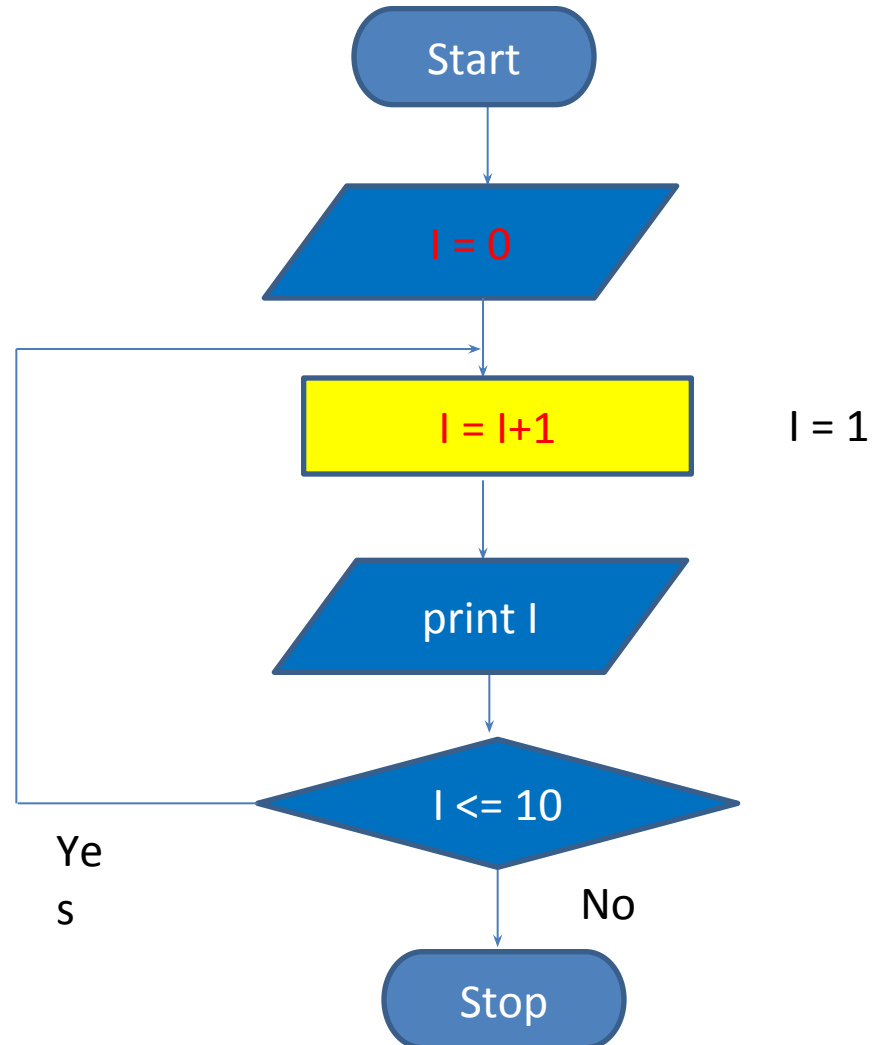 Start
I = 0
I = I+1
I = 1
print I
I <= 10
Ye
s
No
Stop